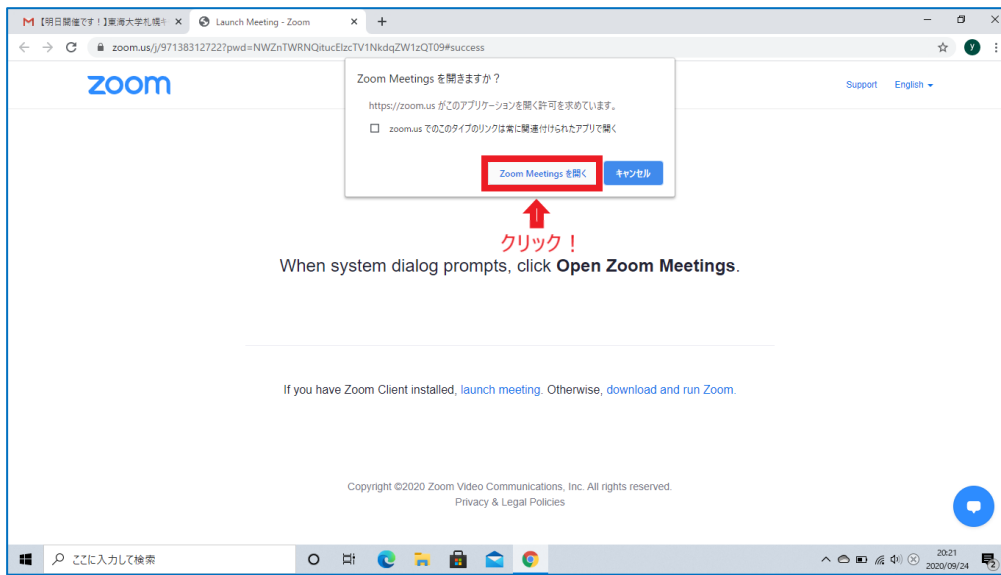 【明日開催です！】東海大学札幌キ
Launch Meeting - Zoom
zoom.us/j/97138312722?pwd=NWZnTWRNQitucElzcTV1NkdqZW1zQT09#success
y
zoom
Support
English
Zoom Meetings を開きますか？
https://zoom.us がこのアプリケーションを開く許可を求めています。
zoom.us でのこのタイプのリンクは常に関連付けられたアプリで開く
Zoom Meetings を開く
キャンセル
クリック！
When system dialog prompts, click Open Zoom Meetings.
If you have Zoom Client installed, launch meeting. Otherwise, download and run Zoom.
Copyright ©2020 Zoom Video Communications, Inc. All rights reserved.
Privacy & Legal Policies
ここに入力して検索
20:21
2020/09/24
2